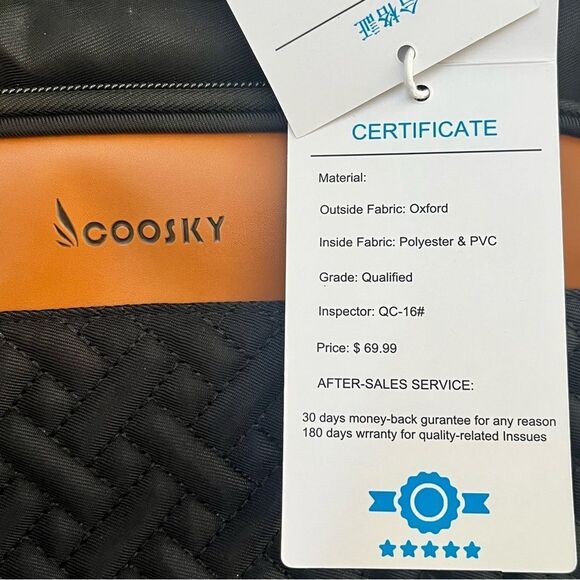 合格証
CERTIFICATE
Material:
Outside Fabric: Oxford
Inside Fabric: Polyester & PVC
Grade: Qualified
Inspector: QC-16#
Price: $ 69.99
AFTER-SALES SERVICE:
30 days money-back gurantee for any reason
180 days wrranty for quality-related Inssues
COOSKY